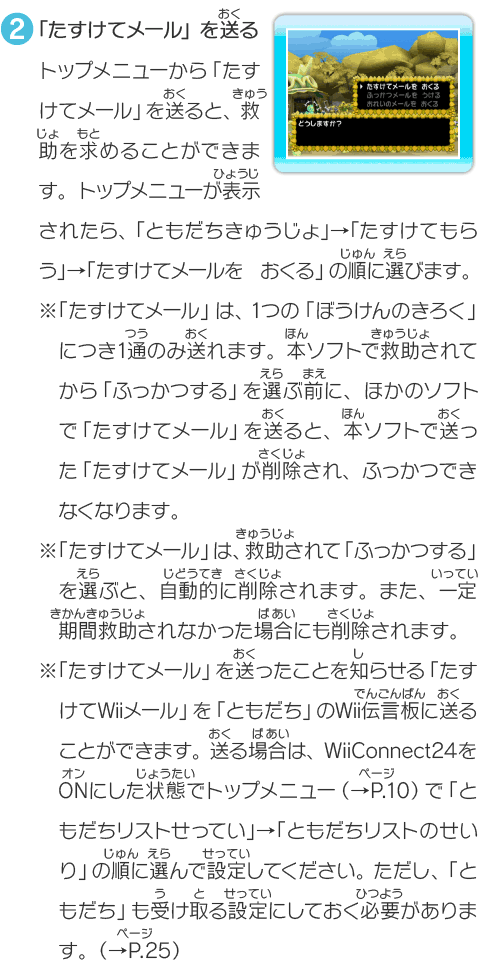 2 「たすけてメール」を送る
トップメニューから「たす
けてメール」を送ると、救
助を求めることができま
す。トップメニューが表示
されたら、「ともだちきゅうじょ」→「たすけてもら
う」→「たすけてメールを　おくる」の順に選びます。
たすけてメールを おくる
ふっかつメールを うける
おれいのメールを おくる
どうしますか?
※「たすけてメール」は、1つの「ぼうけんのきろく」
につき1通のみ送れます。本ソフトで救助されて
から「ふっかつする」を選ぶ前に、ほかのソフト
で「たすけてメール」を送ると、本ソフトで送っ
た「たすけてメール」が削除され、ふっかつでき
なくなります。
※「たすけてメール」は、救助されて「ふっかつする」
を選ぶと、自動的に削除されます。また、一定
期間救助されなかった場合にも削除されます。
※「たすけてメール」を送ったことを知らせる「たす
けてWiiメール」を「ともだち」のWii伝言板に送る
ことができます。送る場合は、WiiConnect24を
ONにした状態でトップメニュー（→P.10）で「と
もだちリストせってい」→「ともだちリストのせい
り」の順に選んで設定してください。ただし、「と
もだち」も受け取る設定にしておく必要がありま
す。（→P.25）